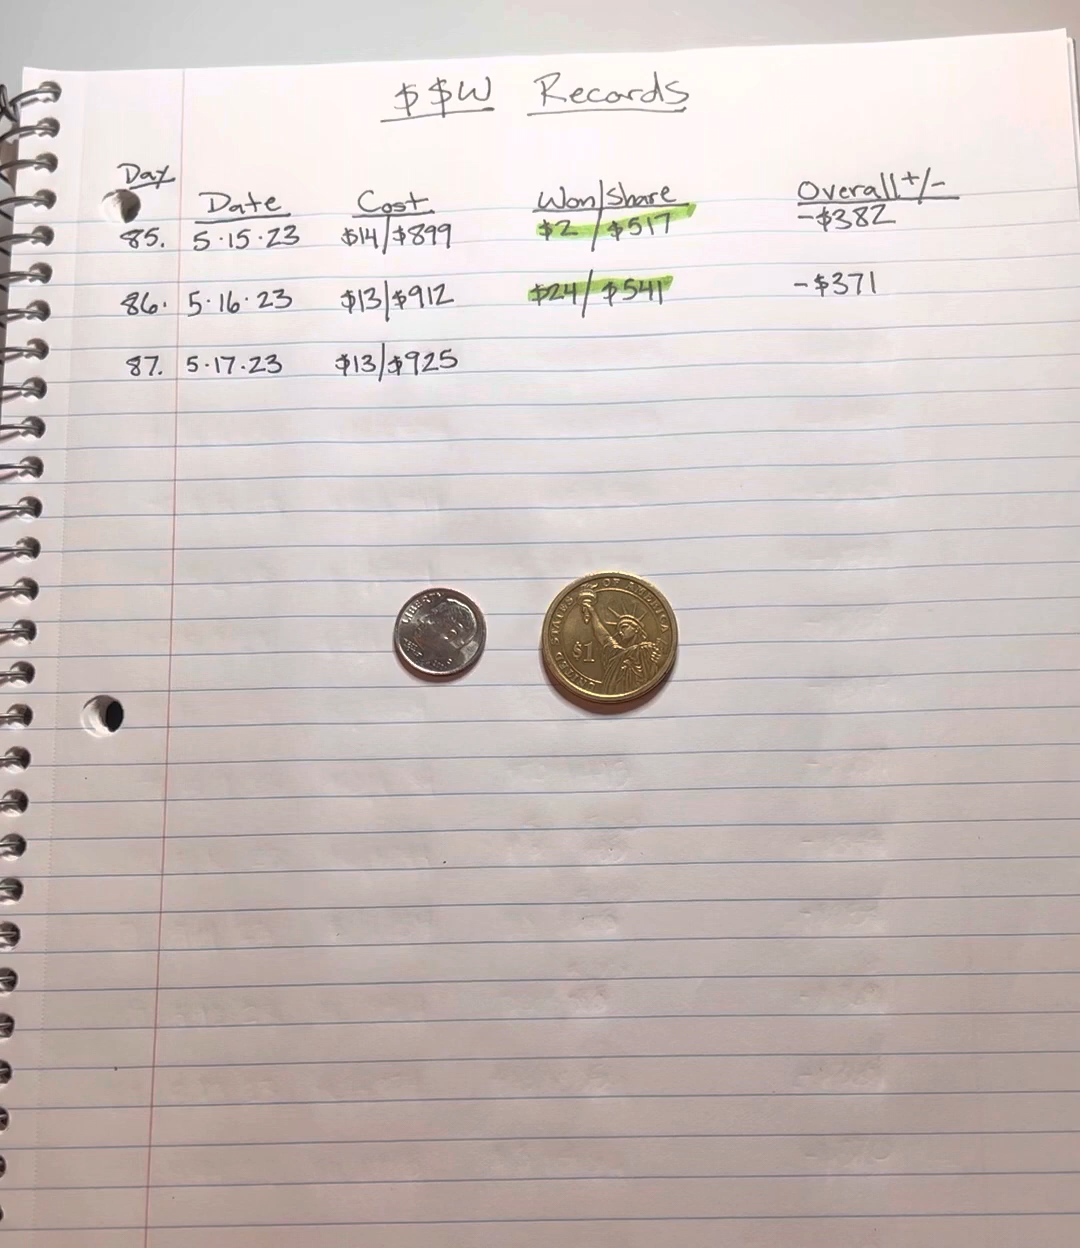 $$W Records
Day Date Cost Won/Share Overall +/-
85. 5·15·23 $14/$899 $2/$517 -$382
86. 5·16·23 $13/$912 $24/$541 -$371
87. 5·17·23 $13/$925
LIBERTY
UNITED STATES OF AMERICA
$1